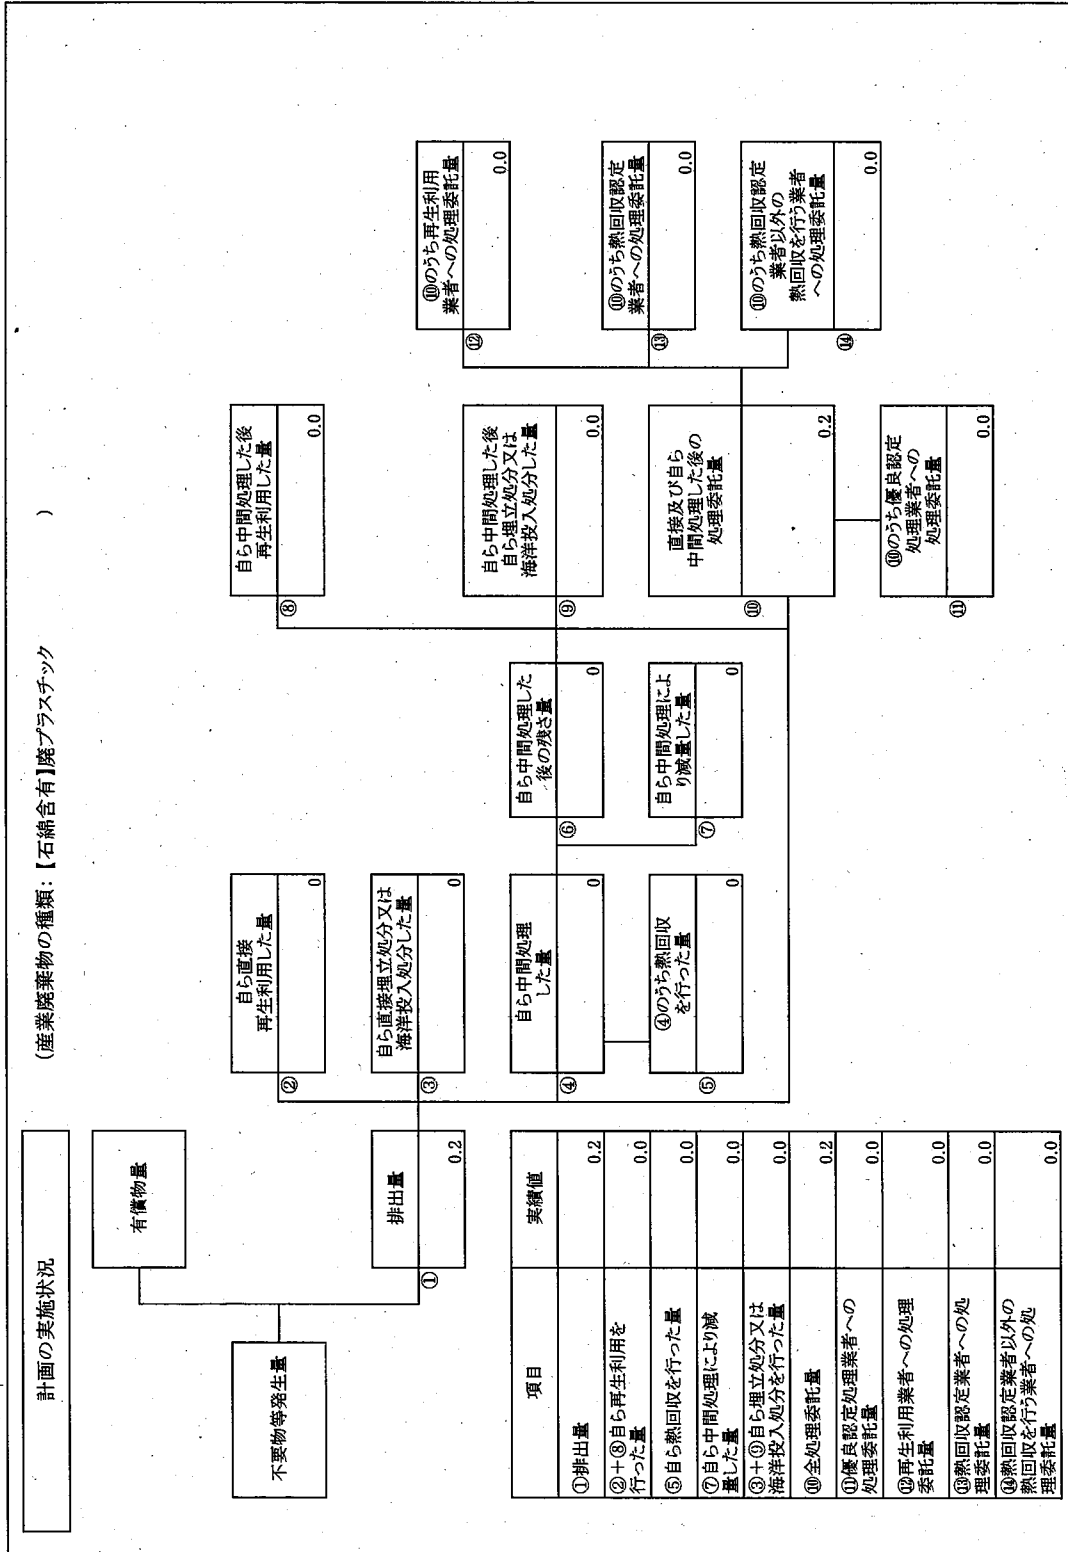 計画の実施状況
(産業廃棄物の種類:【石綿含有】廃プラスチック )
不要物等発生量
有償物量
①
排出量
0.2
②
自ら直接
再生利用した量
0
③
自ら直接埋立処分又は
海洋投入処分した量
0
④
自ら中間処理
した量
0
⑤
④のうち熱回収
を行った量
0
⑥
自ら中間処理した
後の残さ量
0
⑦
自ら中間処理によ
り減量した量
0
⑧
自ら中間処理した後
再生利用した量
0.0
⑨
自ら中間処理した後
自ら埋立処分又は
海洋投入処分した量
0.0
⑩
直接及び自ら
中間処理した後の
処理委託量
0.2
⑪
⑩のうち優良認定
処理業者への
処理委託量
0.0
⑫
⑩のうち再生利用
業者への処理委託量
0.0
⑬
⑩のうち熱回収認定
業者への処理委託量
0.0
⑭
⑩のうち熱回収認定
業者以外の
熱回収を行う業者
への処理委託量
0.0
項目 実績値
①排出量 0.2
②+⑧自ら再生利用を
行った量 0.0
⑤自ら熱回収を行った量 0.0
⑦自ら中間処理により減
量した量 0.0
③+⑨自ら埋立処分又は
海洋投入処分を行った量 0.0
⑩全処理委託量 0.2
⑪優良認定処理業者への
処理委託量 0.0
⑫再生利用業者への処理
委託量 0.0
⑬熱回収認定業者への処
理委託量 0.0
⑭熱回収認定業者以外の
熱回収を行う業者への処
理委託量 0.0